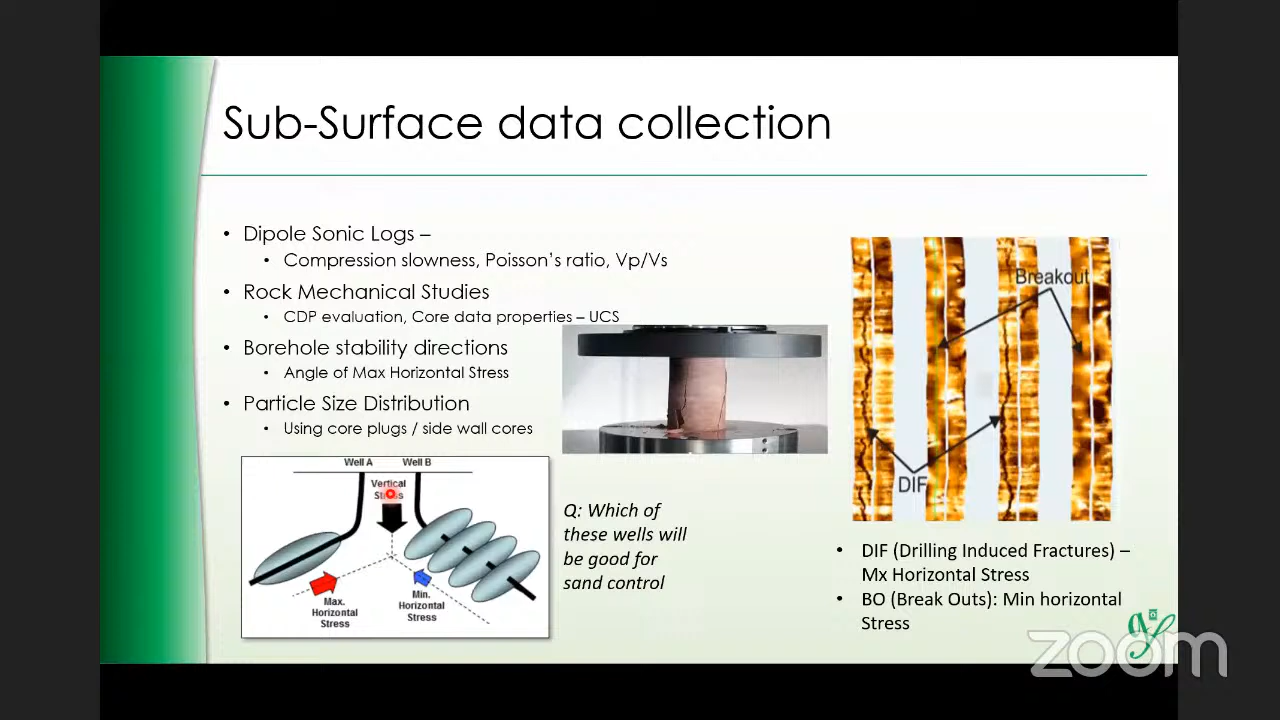 Sub-Surface data collection
• Dipole Sonic Logs –
• Compression slowness, Poisson's ratio, Vp/Vs
• Rock Mechanical Studies
• CDP evaluation, Core data properties – UCS
• Borehole stability directions
• Angle of Max Horizontal Stress
• Particle Size Distribution
• Using core plugs / side wall cores
Well A
Well B
Vertical
Max.
Horizontal
Stress
Min.
Horizontal
Stress
Q: Which of
these wells will
be good for
sand control
Breakout
DIF
• DIF (Drilling Induced Fractures) –
Mx Horizontal Stress
• BO (Break Outs): Min horizontal
Stress
zoom